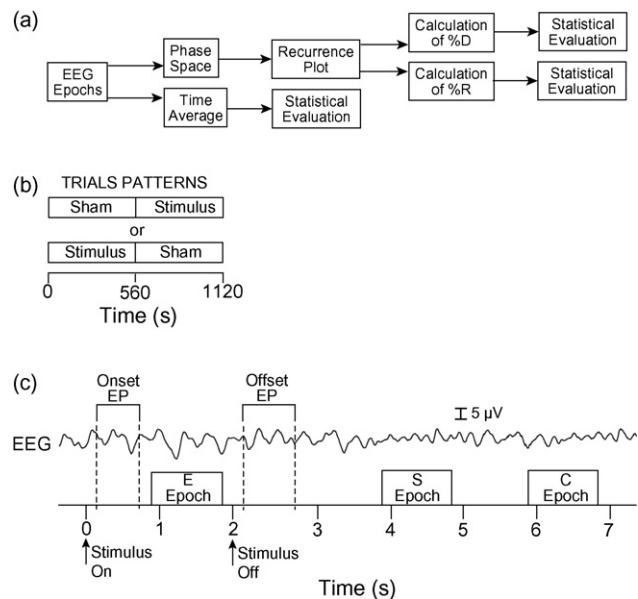 (a)
EEG
Epochs
Phase
Space
Recurrence
Plot
Calculation
of %D
Statistical
Evaluation
Calculation
of %R
Statistical
Evaluation
Time
Average
Statistical
Evaluation
(b)
TRIALS PATTERNS
Sham Stimulus
or
Stimulus Sham
0 560 1120
Time (s)
(c)
Onset
EP
Offset
EP
5 µV
EEG
E
Epoch
S
Epoch
C
Epoch
0 1 2 3 4 5 6 7
Stimulus
On
Stimulus
Off
Time (s)